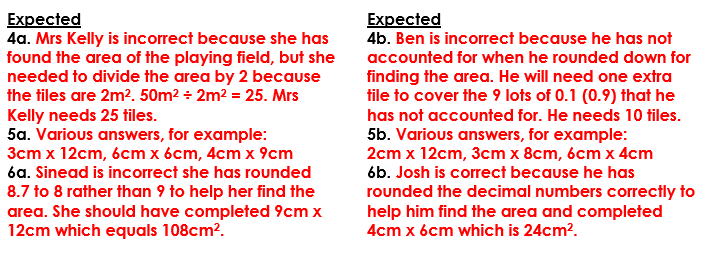 Expected
4a. Mrs Kelly is incorrect because she has
found the area of the playing field, but she
needed to divide the area by 2 because
the tiles are 2m². 50m² ÷ 2m² = 25. Mrs
Kelly needs 25 tiles.
5a. Various answers, for example:
3cm x 12cm, 6cm x 6cm, 4cm x 9cm
6a. Sinead is incorrect she has rounded
8.7 to 8 rather than 9 to help her find the
area. She should have completed 9cm x
12cm which equals 108cm².
Expected
4b. Ben is incorrect because he has not
accounted for when he rounded down for
finding the area. He will need one extra
tile to cover the 9 lots of 0.1 (0.9) that he
has not accounted for. He needs 10 tiles.
5b. Various answers, for example:
2cm x 12cm, 3cm x 8cm, 6cm x 4cm
6b. Josh is correct because he has
rounded the decimal numbers correctly to
help him find the area and completed
4cm x 6cm which is 24cm².